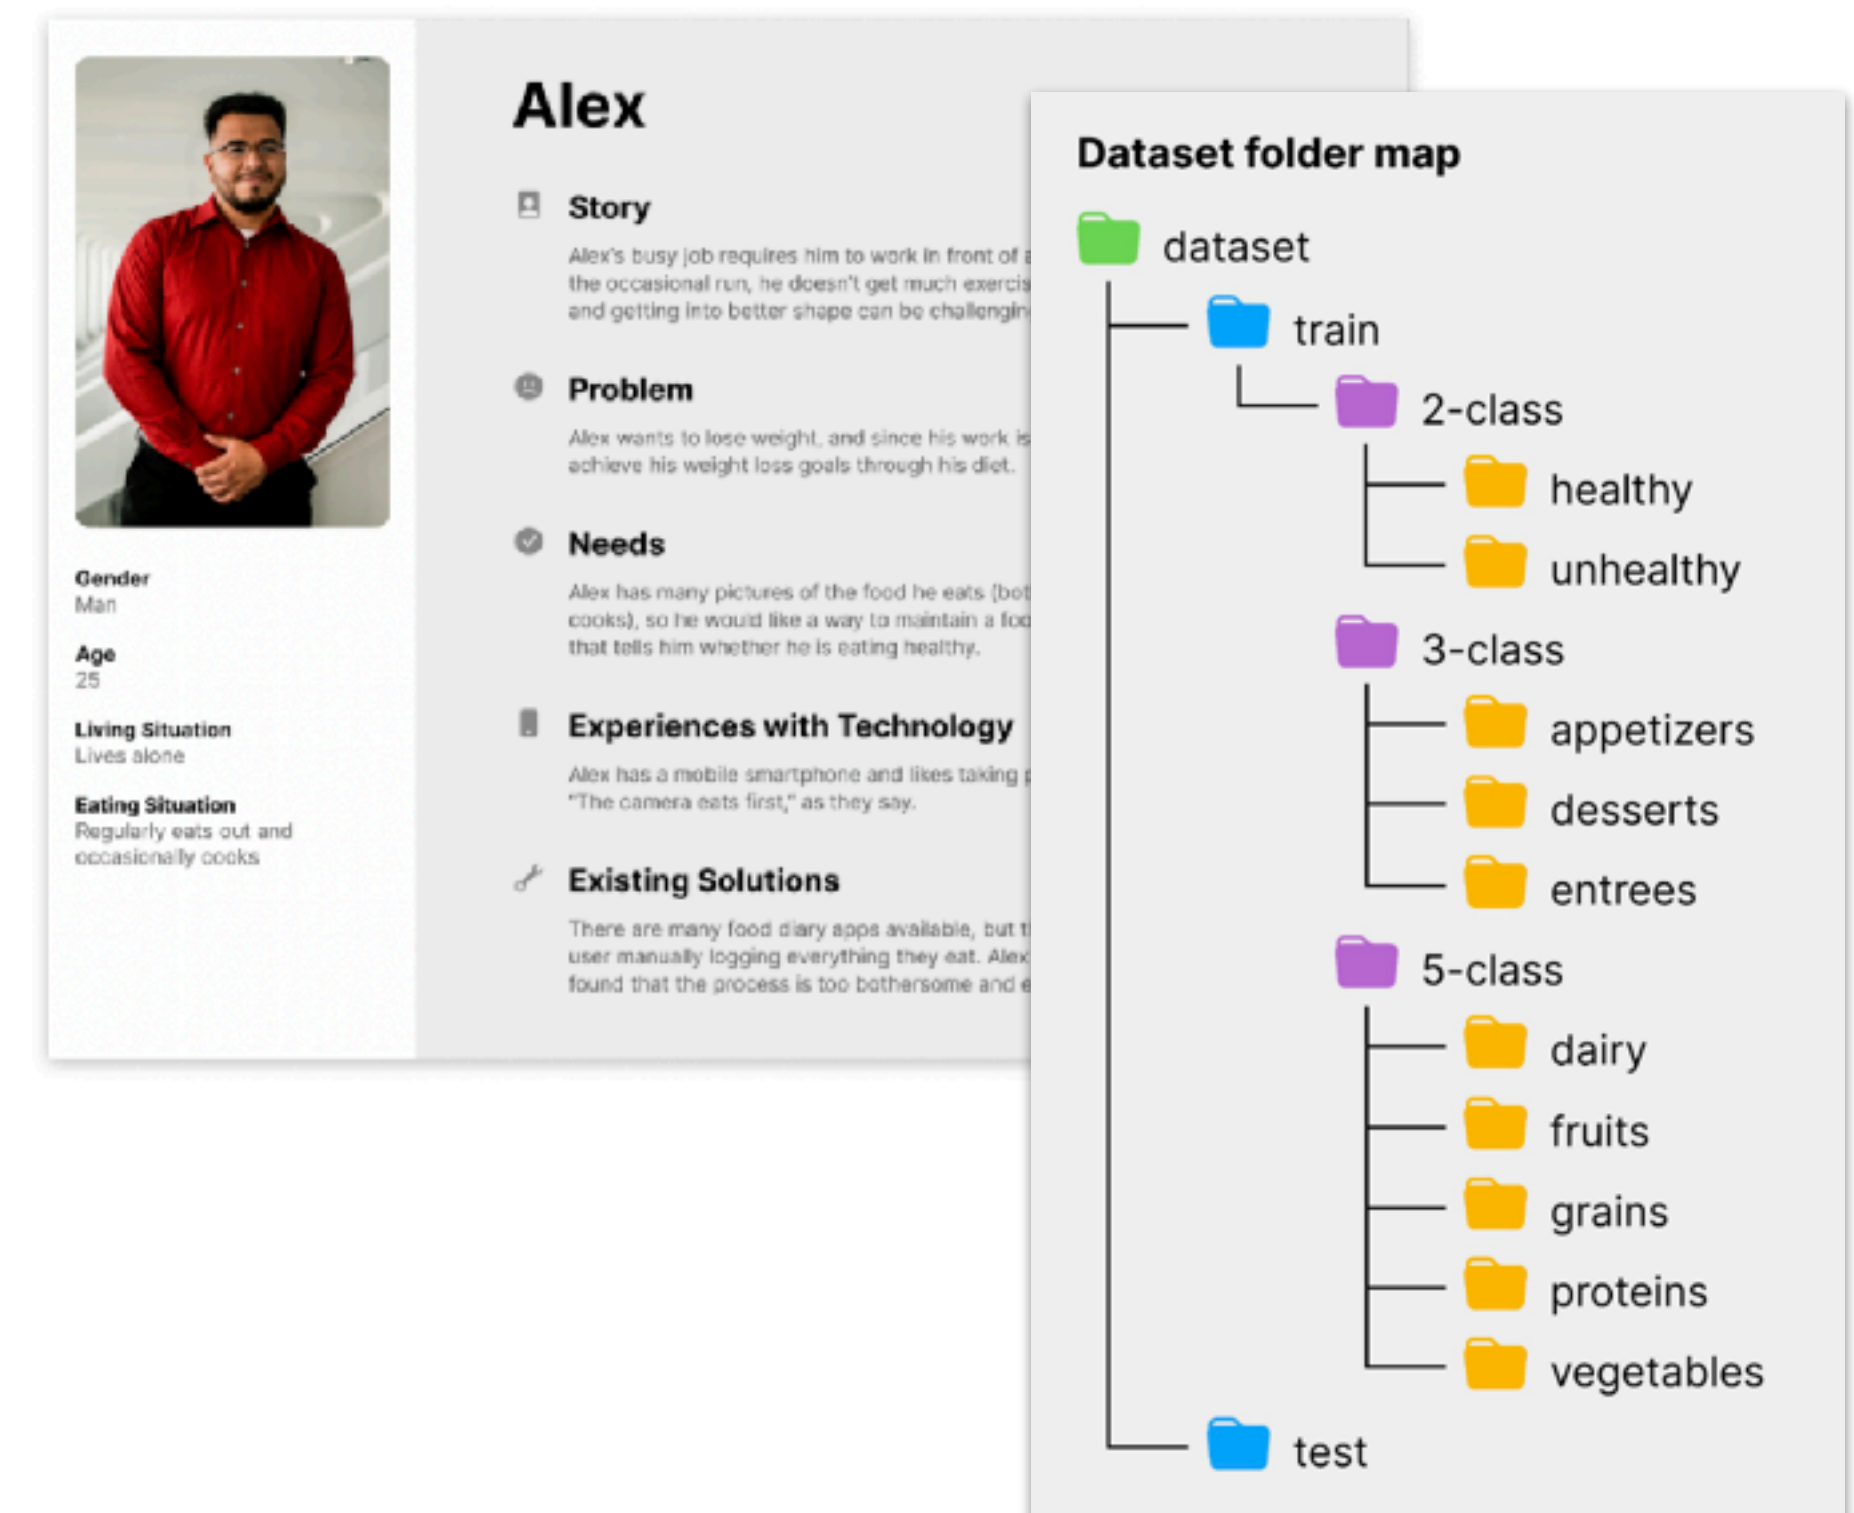 Alex
Story
Alex's busy job requires him to work in front of a
the occasional run, he doesn't get much exercis
and getting into better shape can be challengin
Problem
Alex wants to lose weight, and since his work is
achieve his weight loss goals through his diet.
Needs
Alex has many pictures of the food he eats (bot
cooks), so he would like a way to maintain a foo
that tells him whether he is eating healthy.
Experiences with Technology
Alex has a mobile smartphone and likes taking p
"The camera eats first," as they say.
Existing Solutions
There are many food diary apps available, but t
user manually logging everything they eat. Alex
found that the process is too bothersome and e
Gender
Man
Age
25
Living Situation
Lives alone
Eating Situation
Regularly eats out and
occasionally cooks
Dataset folder map
dataset
train
2-class
healthy
unhealthy
3-class
appetizers
desserts
entrees
5-class
dairy
fruits
grains
proteins
vegetables
test